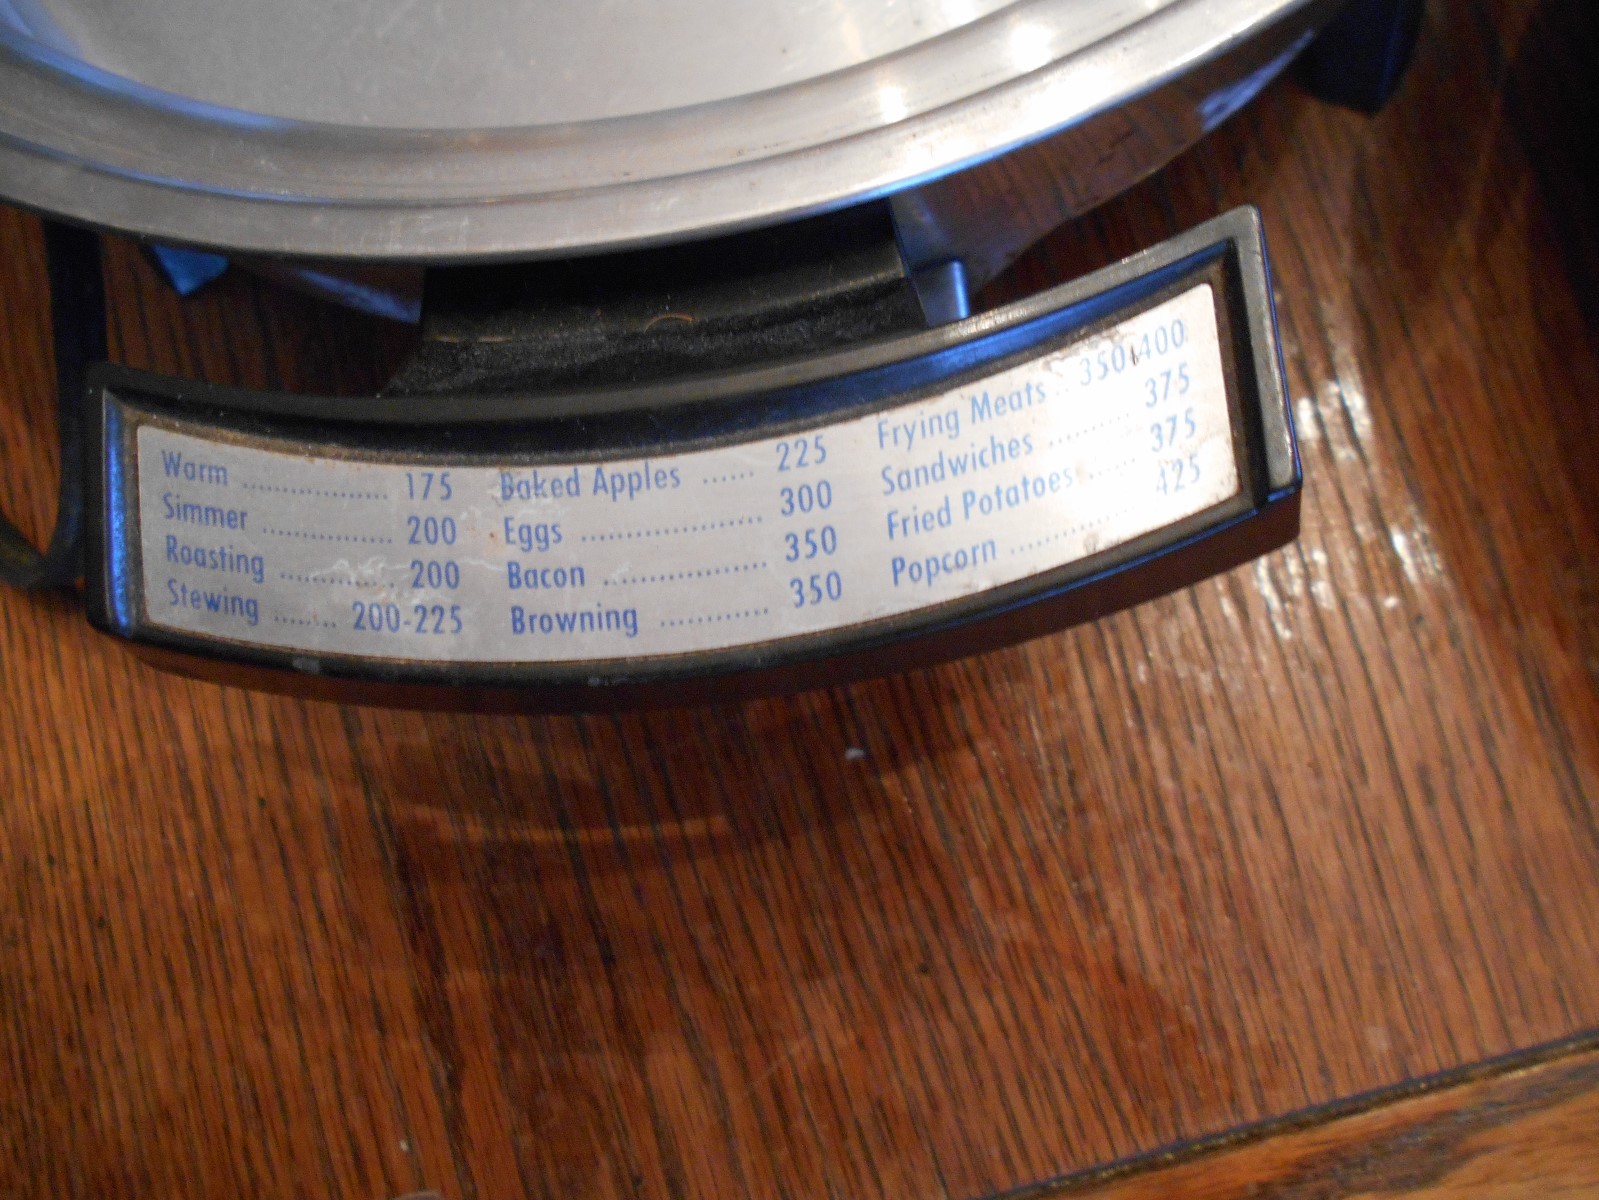 Warm ................. 175
Simmer ............... 200
Roasting ............. 200
Stewing ....... 200-225
Baked Apples ...... 225
Eggs ..................... 300
Bacon ................... 350
Browning ............. 350
Frying Meats .. 350-400
Sandwiches .......... 375
Fried Potatoes ...... 375
Popcorn ............... 425